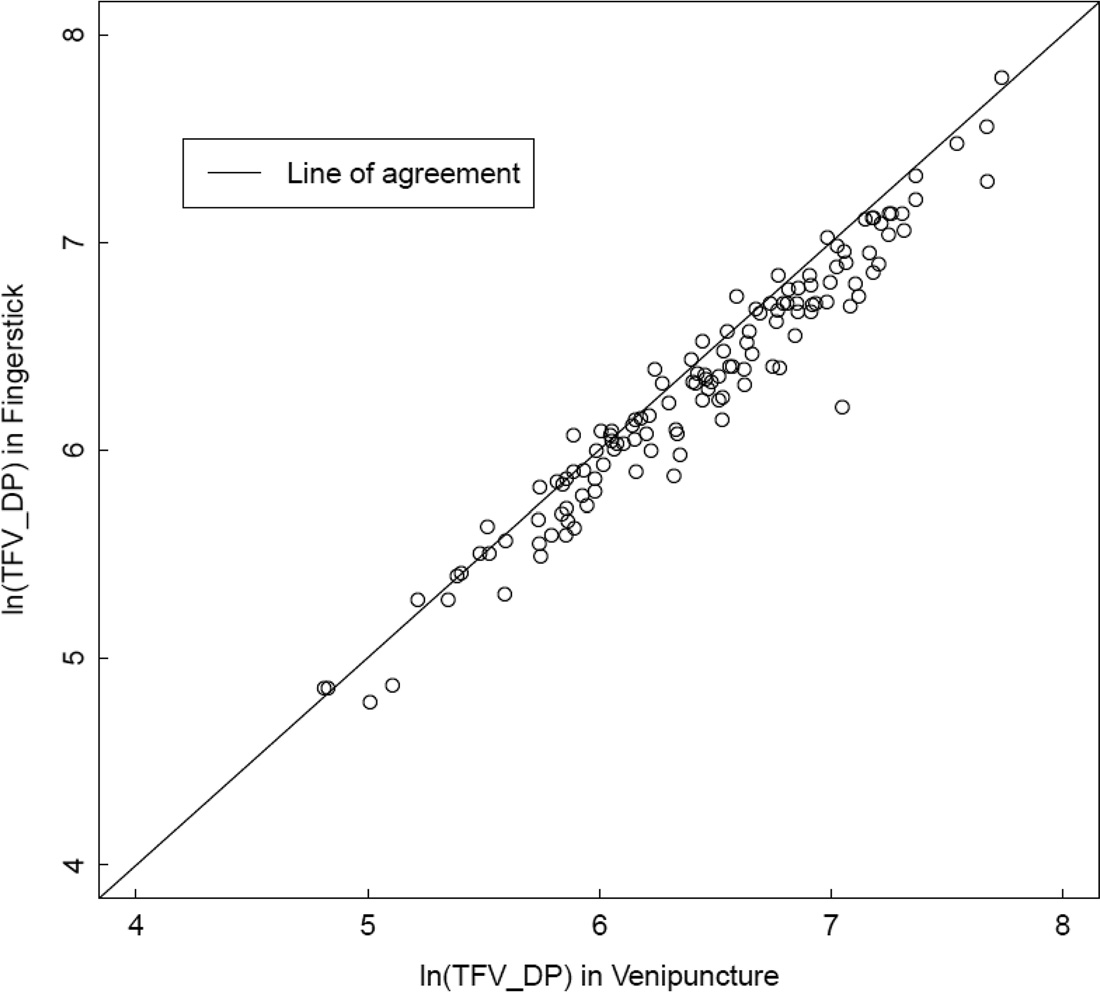 8
7
6
5
4
ln(TFV_DP) in Fingerstick
Line of agreement
4 5 6 7 8
ln(TFV_DP) in Venipuncture